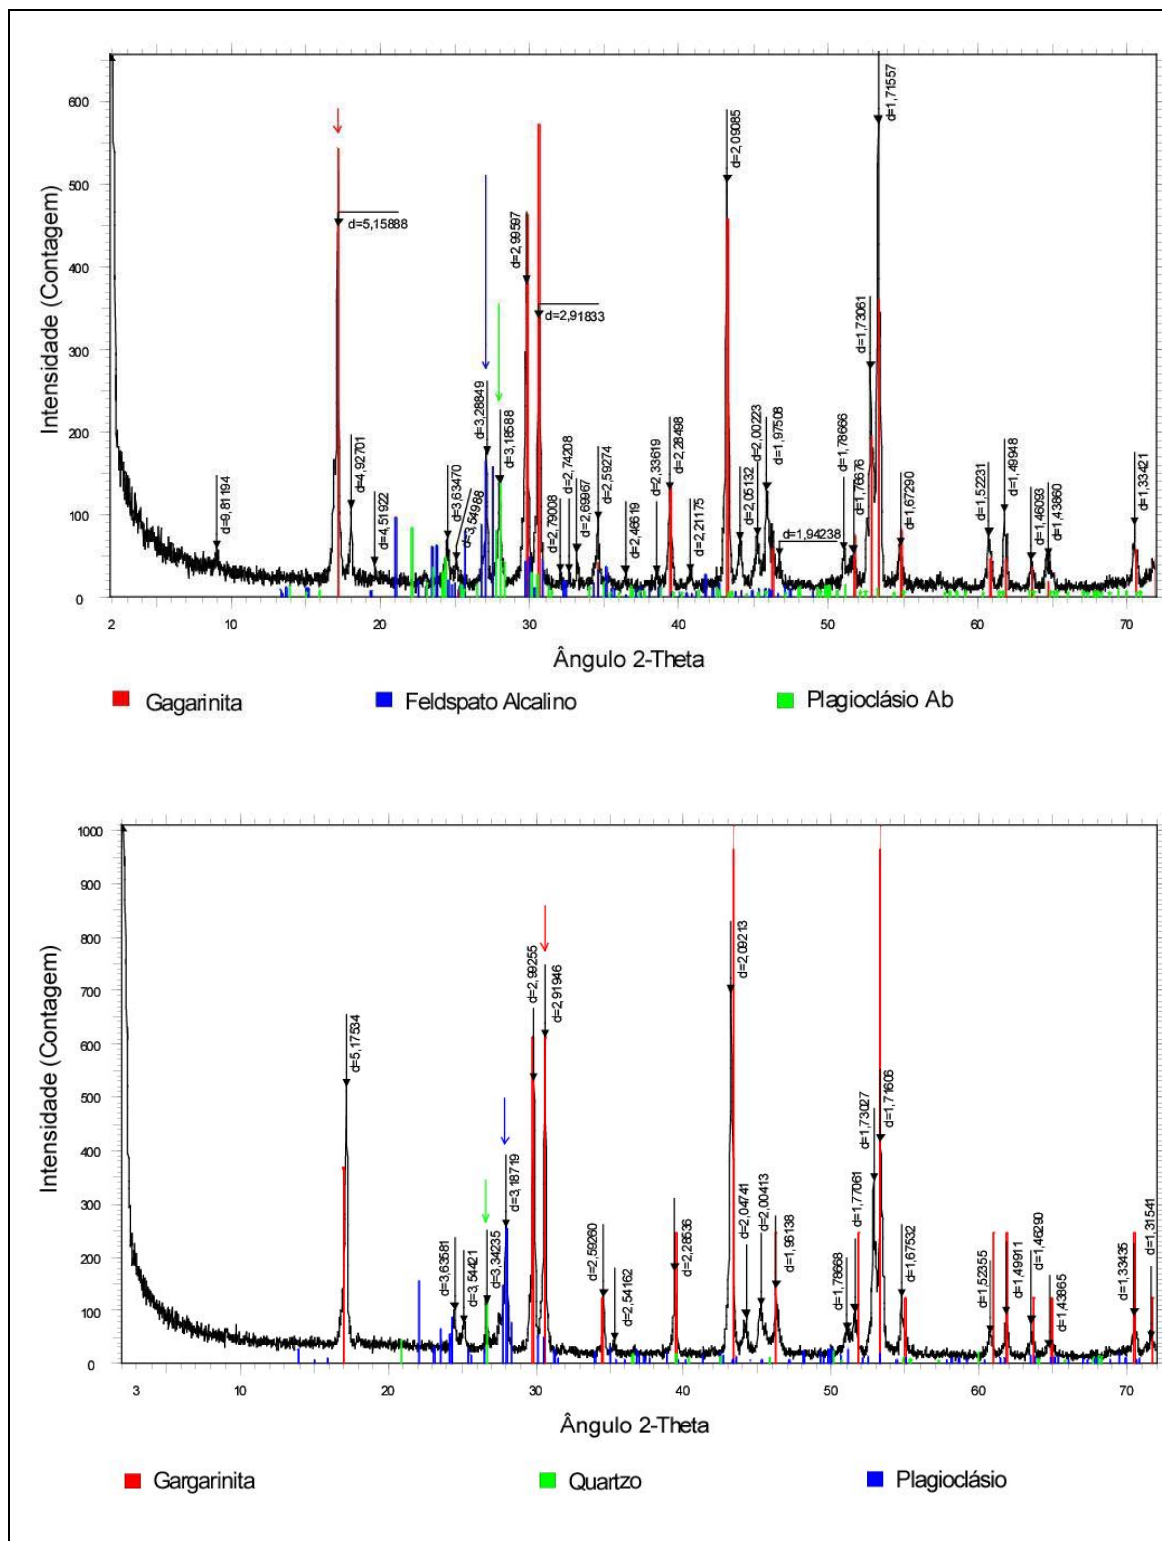 Intensidade (Contagem)
600
500
400
300
200
100
0
d=9,81194
d=5,15888
d=4,92701
d=4,51922
d=3,63470
d=3,54988
d=3,28849
d=3,18588
d=2,99597
d=2,91833
d=2,79008
d=2,74208
d=2,69967
d=2,59274
d=2,46619
d=2,33619
d=2,28498
d=2,21175
d=2,09085
d=2,05132
d=2,00223
d=1,97508
d=1,94238
d=1,78666
d=1,76676
d=1,73061
d=1,71557
d=1,67290
d=1,52231
d=1,49948
d=1,46093
d=1,43860
d=1,33421
2 10 20 30 40 50 60 70
Ângulo 2-Theta
Gagarinita Feldspato Alcalino Plagioclásio Ab
Intensidade (Contagem)
1000
900
800
700
600
500
400
300
200
100
0
d=5,17534
d=3,63581
d=3,54421
d=3,34235
d=3,18719
d=2,99255
d=2,91946
d=2,59260
d=2,54162
d=2,28536
d=2,09213
d=2,04741
d=2,00413
d=1,96138
d=1,78668
d=1,77061
d=1,73027
d=1,71606
d=1,67532
d=1,52355
d=1,49911
d=1,46290
d=1,43865
d=1,33435
d=1,31541
3 10 20 30 40 50 60 70
Ângulo 2-Theta
Gargarinita Quartzo Plagioclásio